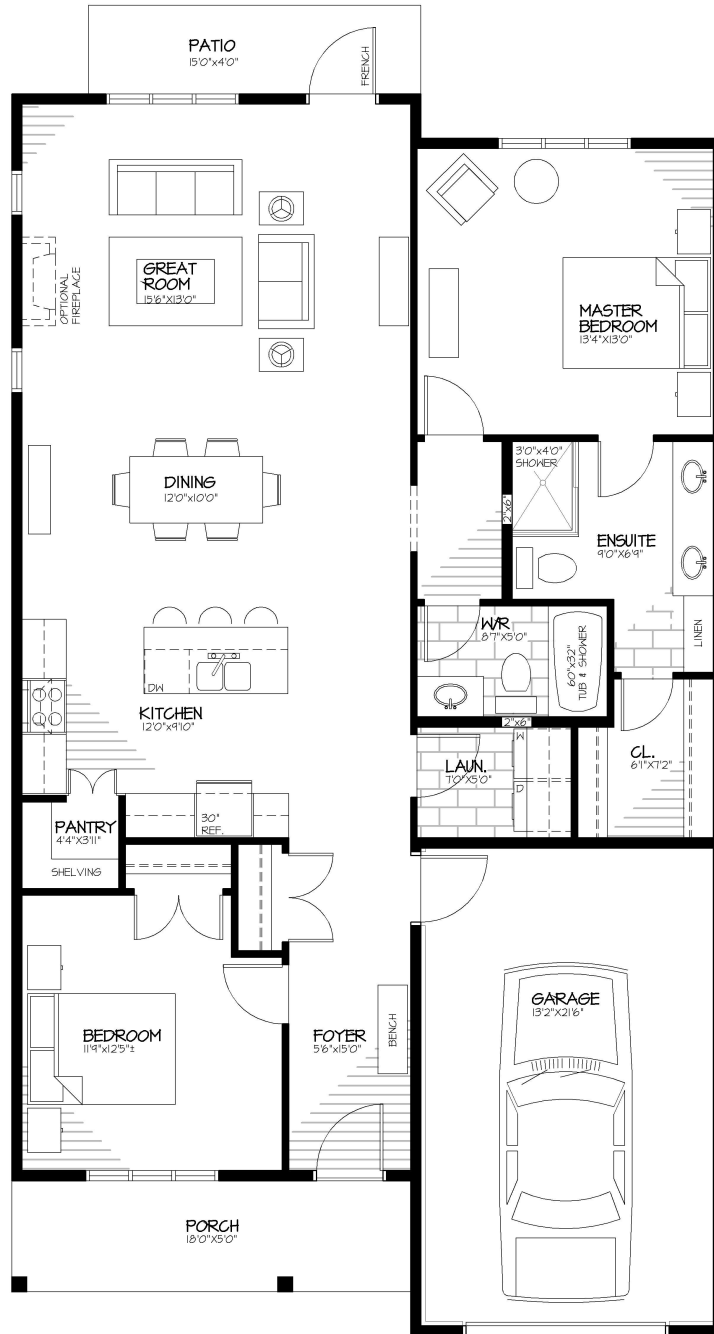 PATIO
15'0"x4'0"
FRENCH
GREAT
ROOM
15'6"X13'0"
OPTIONAL
FIREPLACE
MASTER
BEDROOM
13'4"X13'0"
DINING
12'0"x10'0"
3'0"x4'0"
SHOWER
2"x6"
ENSUITE
9'0"X6'9"
LINEN
W/R
8'7"X5'0"
60"x32"
TUB & SHOWER
DW
KITCHEN
12'0"x9'10"
2"x6"
LAUN.
7'0"X5'0"
W
D
CL.
6'1"X7'2"
30"
REF.
PANTRY
4'4"X3'11"
SHELVING
BEDROOM
11'9"x12'5"±
FOYER
5'6"x15'0"
BENCH
GARAGE
13'2"X21'6"
PORCH
18'0"X5'0"